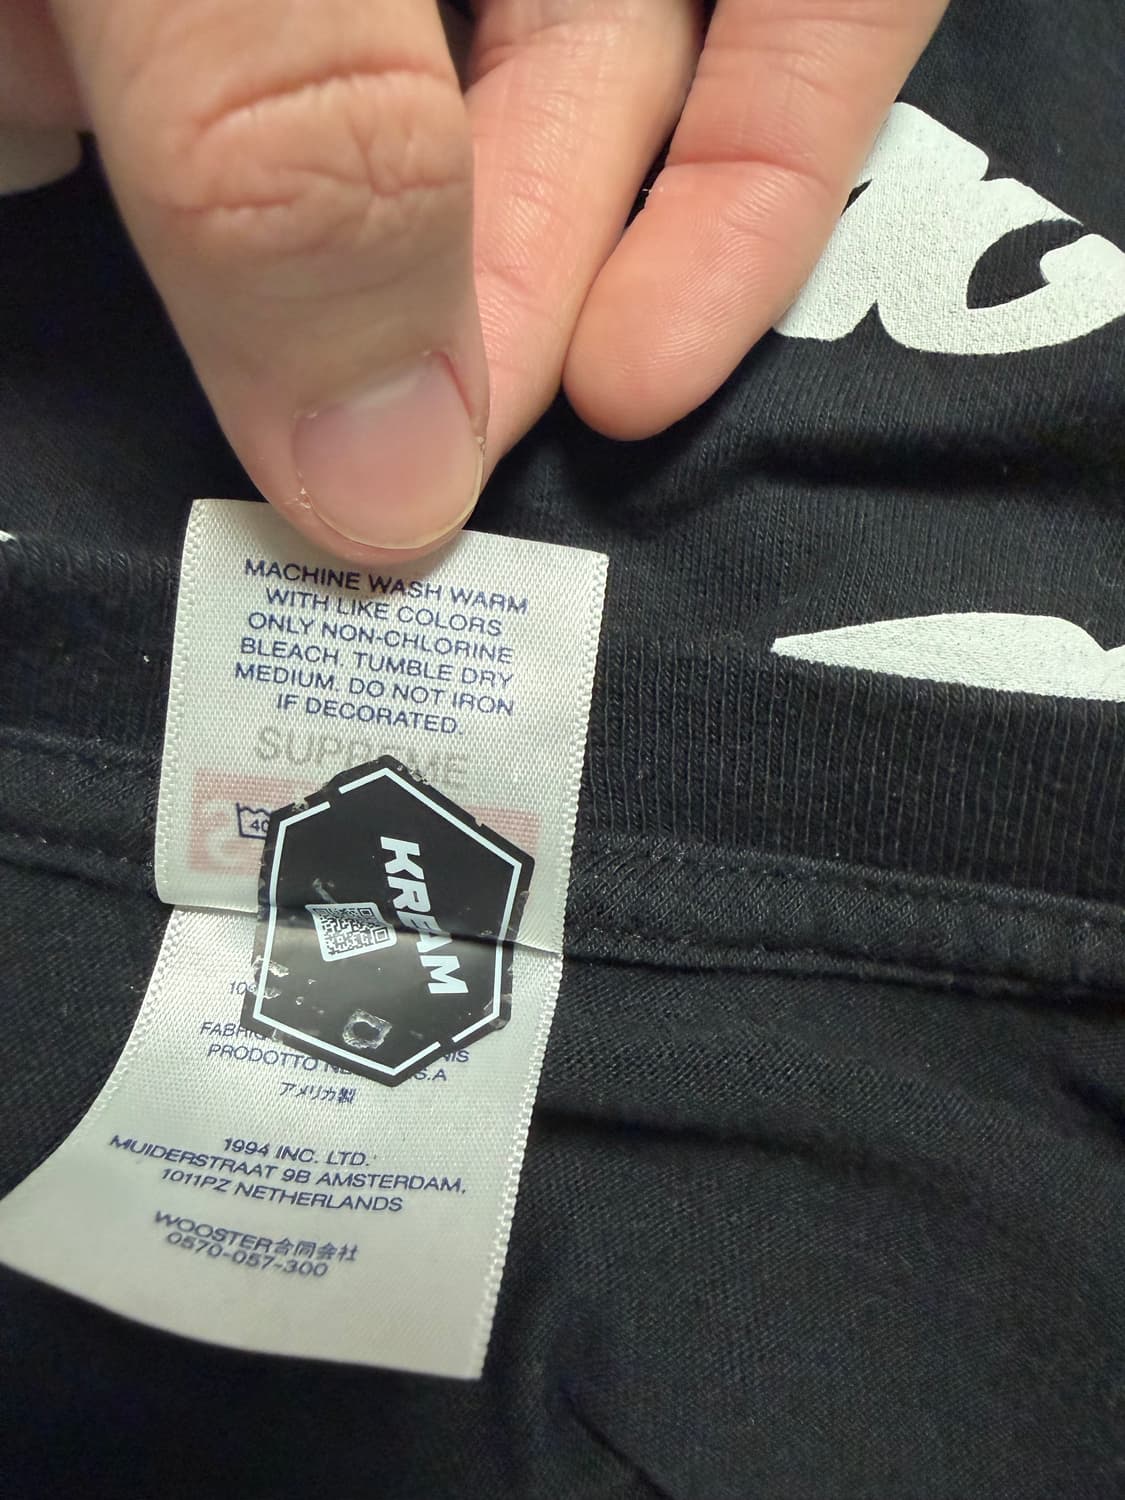 MACHINE WASH WARM
WITH LIKE COLORS
ONLY NON-CHLORINE
BLEACH. TUMBLE DRY
MEDIUM. DO NOT IRON
IF DECORATED.
SUPREME
40
KREAM
PRODOTTO
アメリカ製
1994 INC. LTD.
MUIDERSTRAAT 9B AMSTERDAM,
1011PZ NETHERLANDS
WOOSTER合同会社
0570-057-300